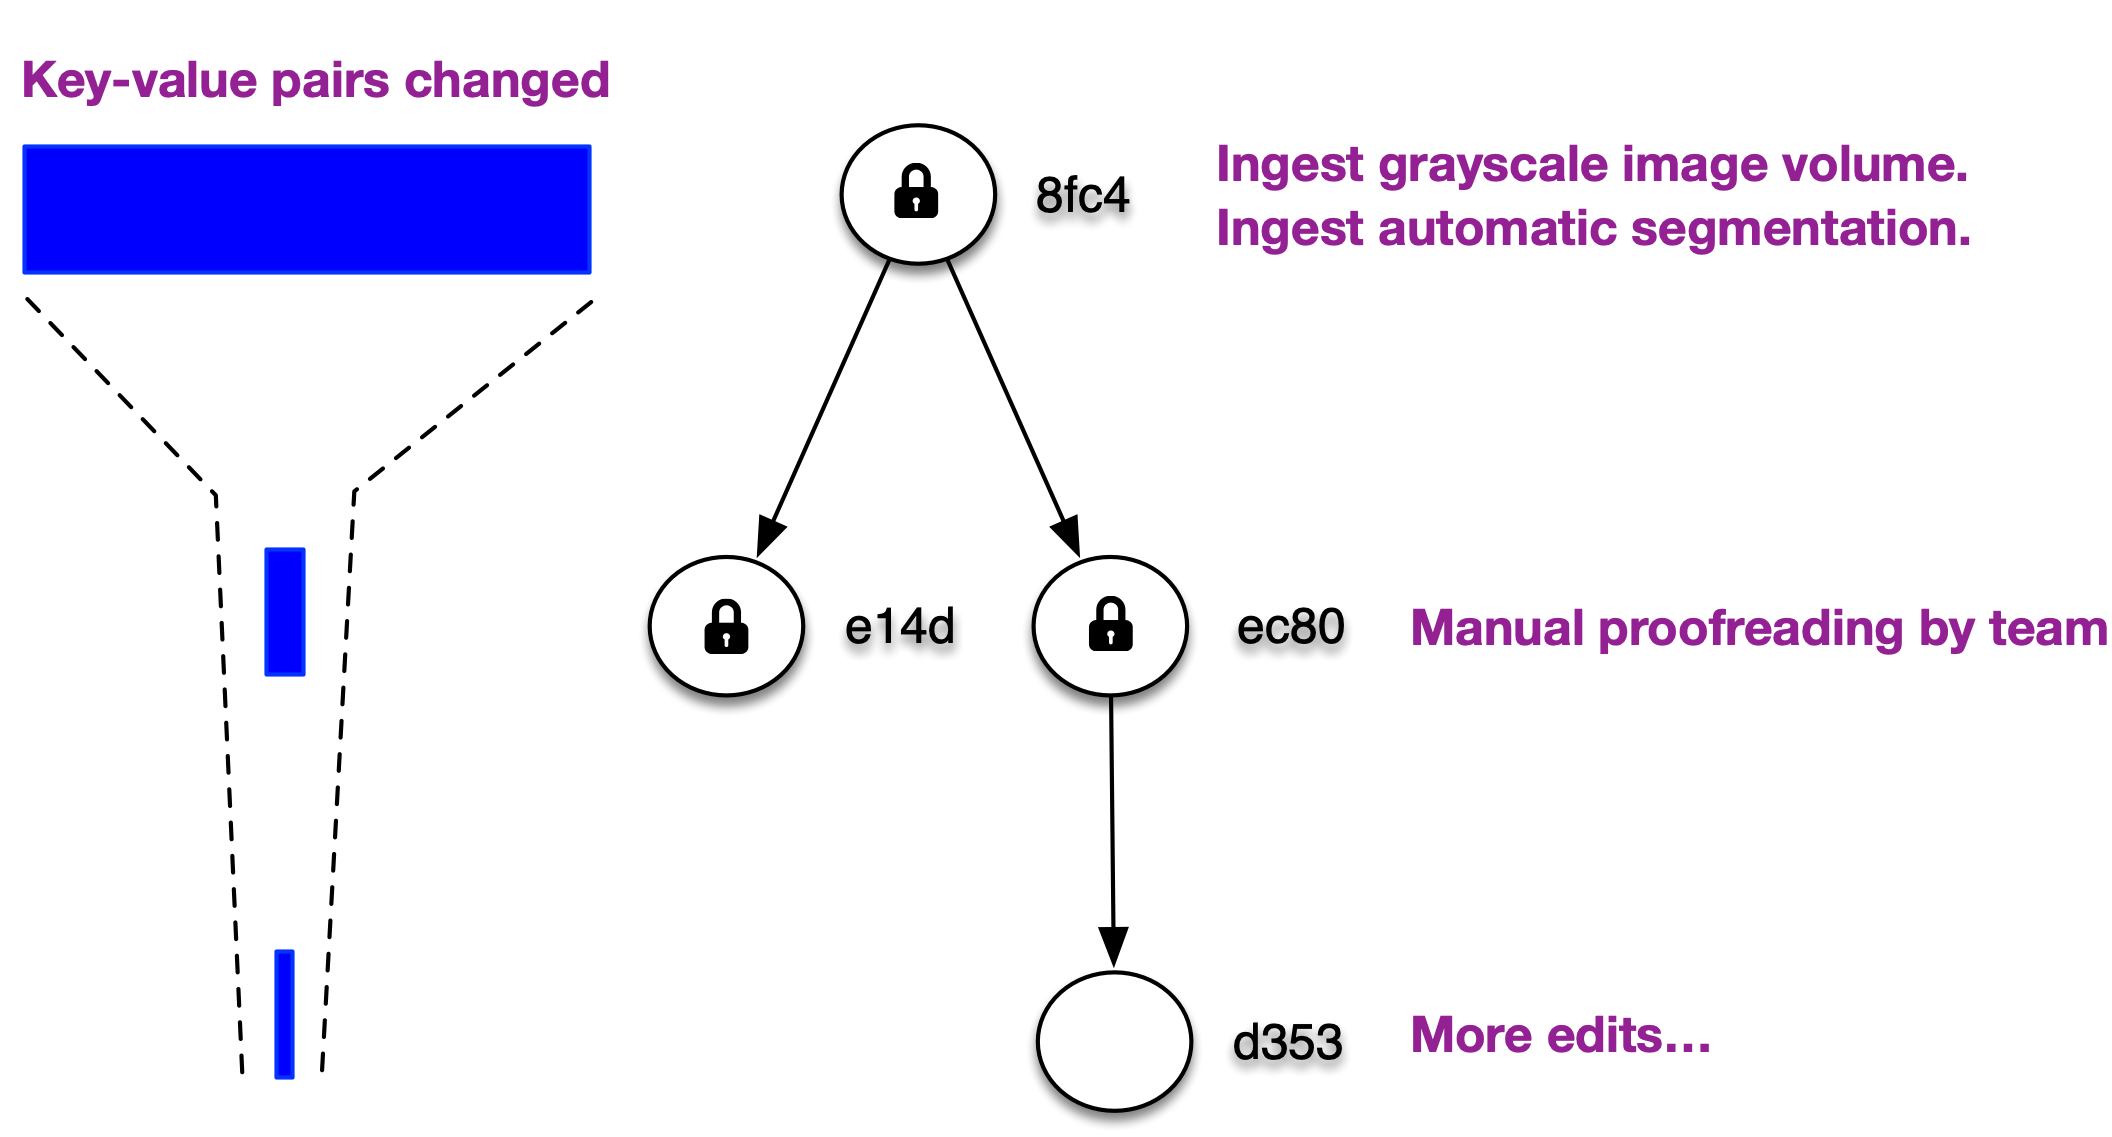 Key-value pairs changed
8fc4
Ingest grayscale image volume.
Ingest automatic segmentation.
e14d
ec80
Manual proofreading by team
d353
More edits...